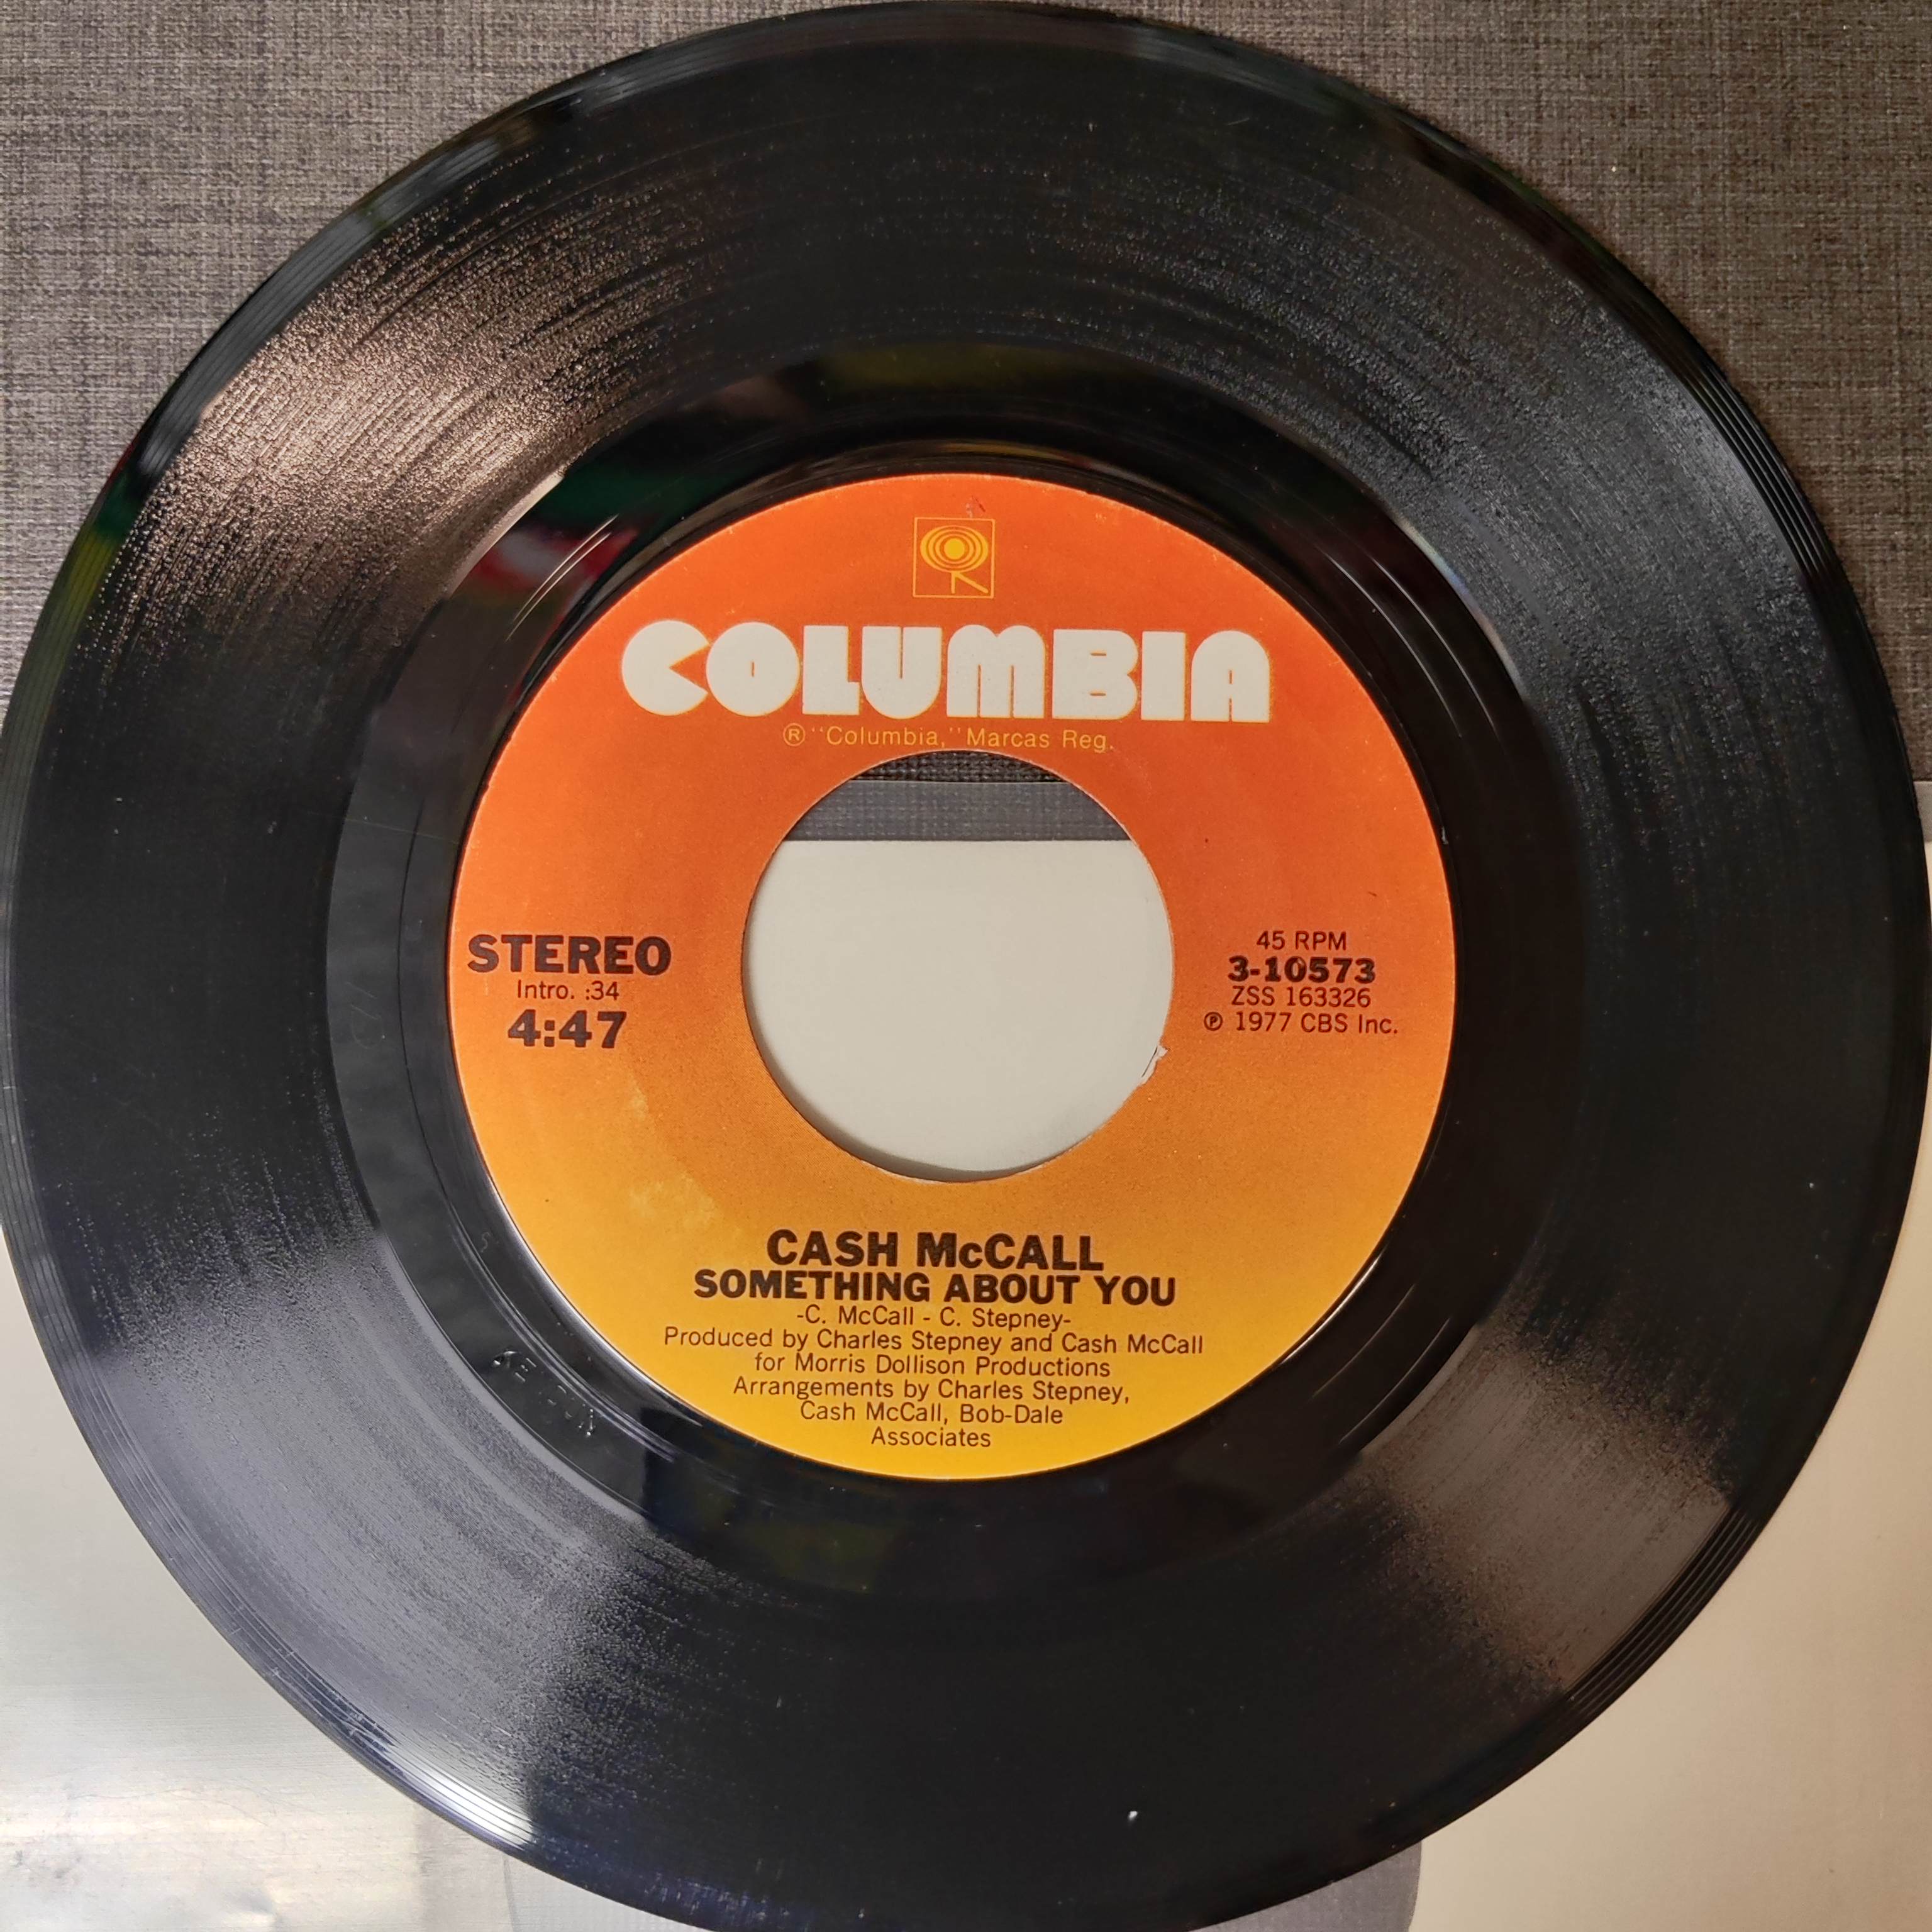 COLUMBIA
® "Columbia," Marcas Reg.
STEREO
Intro. :34
4:47
45 RPM
3-10573
ZSS 163326
℗ 1977 CBS Inc.
CASH McCALL
SOMETHING ABOUT YOU
-C. McCall - C. Stepney-
Produced by Charles Stepney and Cash McCall
for Morris Dollison Productions
Arrangements by Charles Stepney,
Cash McCall, Bob-Dale
Associates